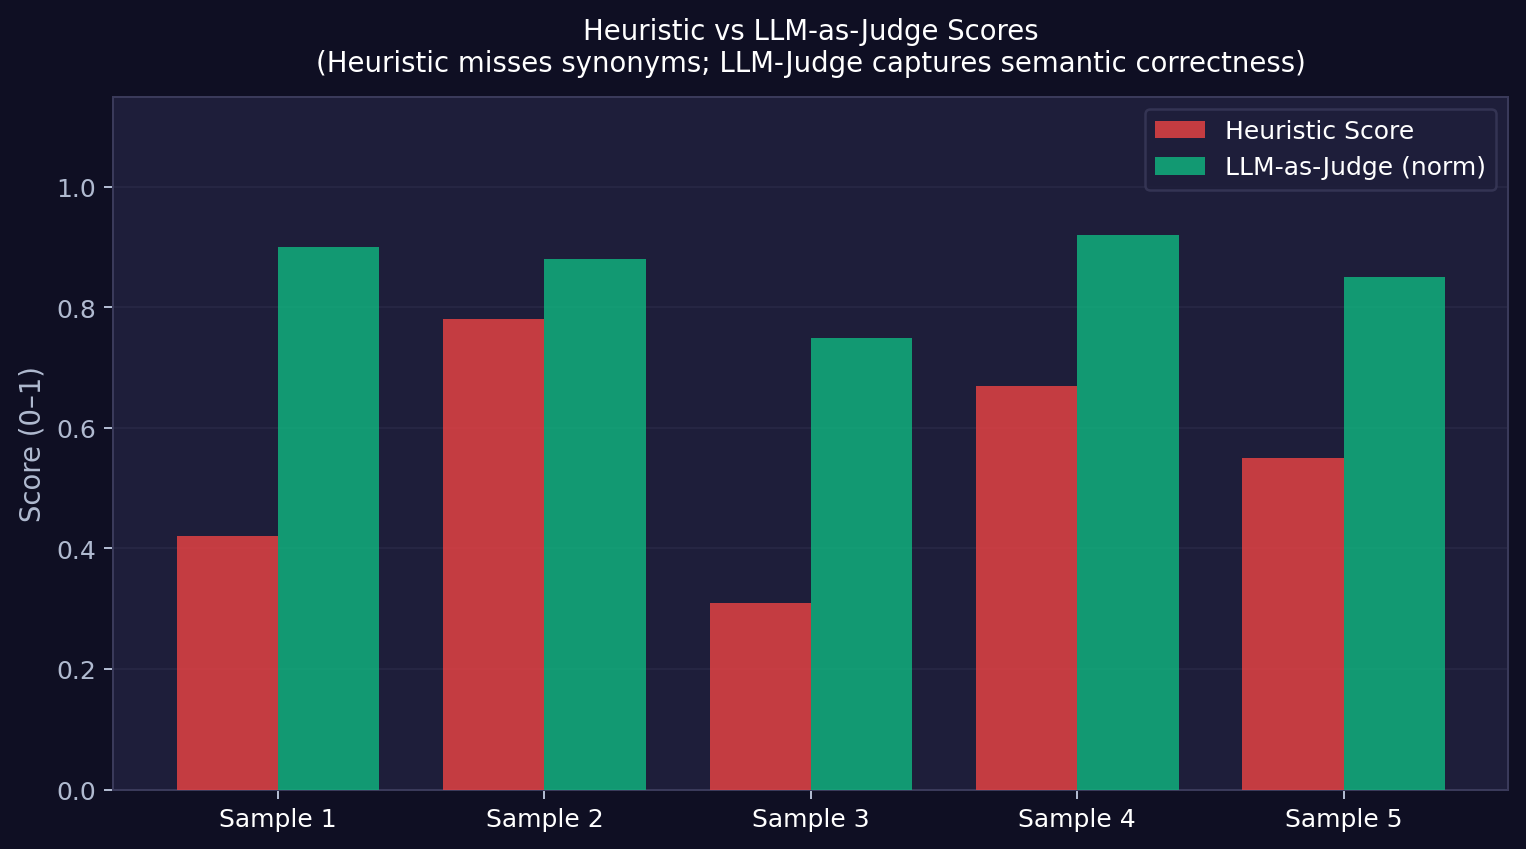 Heuristic vs LLM-as-Judge Scores
(Heuristic misses synonyms; LLM-Judge captures semantic correctness)
Heuristic Score
LLM-as-Judge (norm)
Score (0–1)
1.0
0.8
0.6
0.4
0.2
0.0
Sample 1
Sample 2
Sample 3
Sample 4
Sample 5